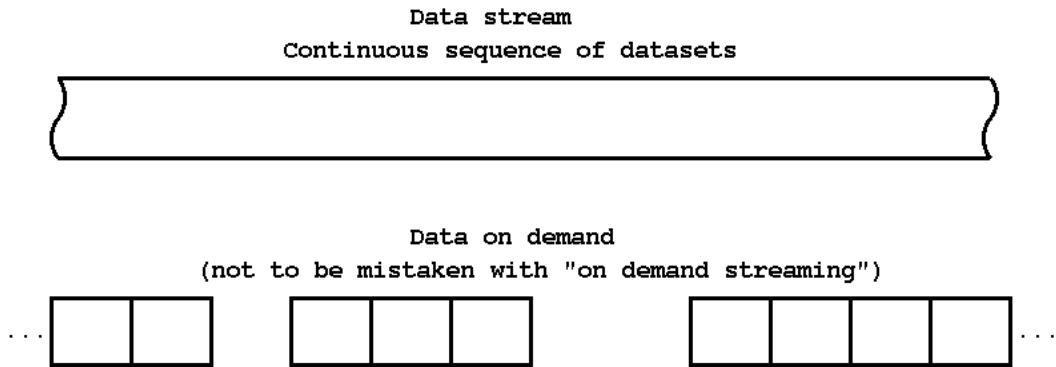 Data stream
Continuous sequence of datasets
Data on demand
(not to be mistaken with "on demand streaming")
... ...